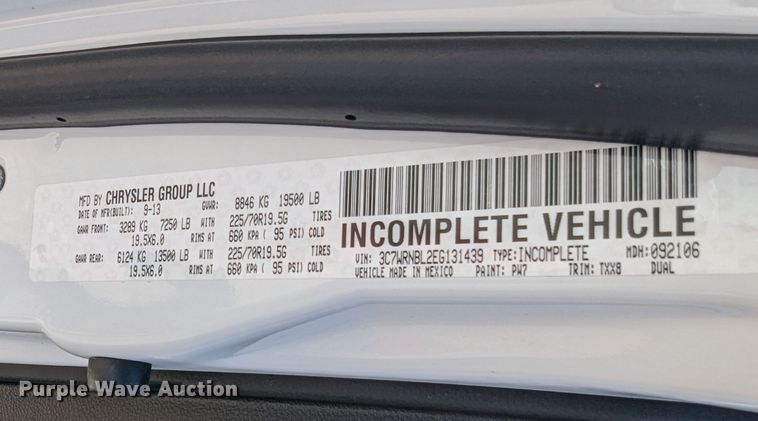 MFD BY CHRYSLER GROUP LLC
DATE OF MFR(BUILT): 9-13 GVWR: 8846 KG 19500 LB
GAWR FRONT: 3289 KG 7250 LB WITH 225/70R19.5G TIRES
19.5X6.0 RIMS AT 660 KPA ( 95 PSI) COLD
GAWR REAR: 6124 KG 13500 LB WITH 225/70R19.5G TIRES
19.5X6.0 RIMS AT 660 KPA ( 95 PSI) COLD
INCOMPLETE VEHICLE
VIN: 3C7WRNBL2EG131439 TYPE: INCOMPLETE MDH: 092106
VEHICLE MADE IN MEXICO PAINT: PW7 TRIM: TXX8 DUAL
Purple Wave Auction